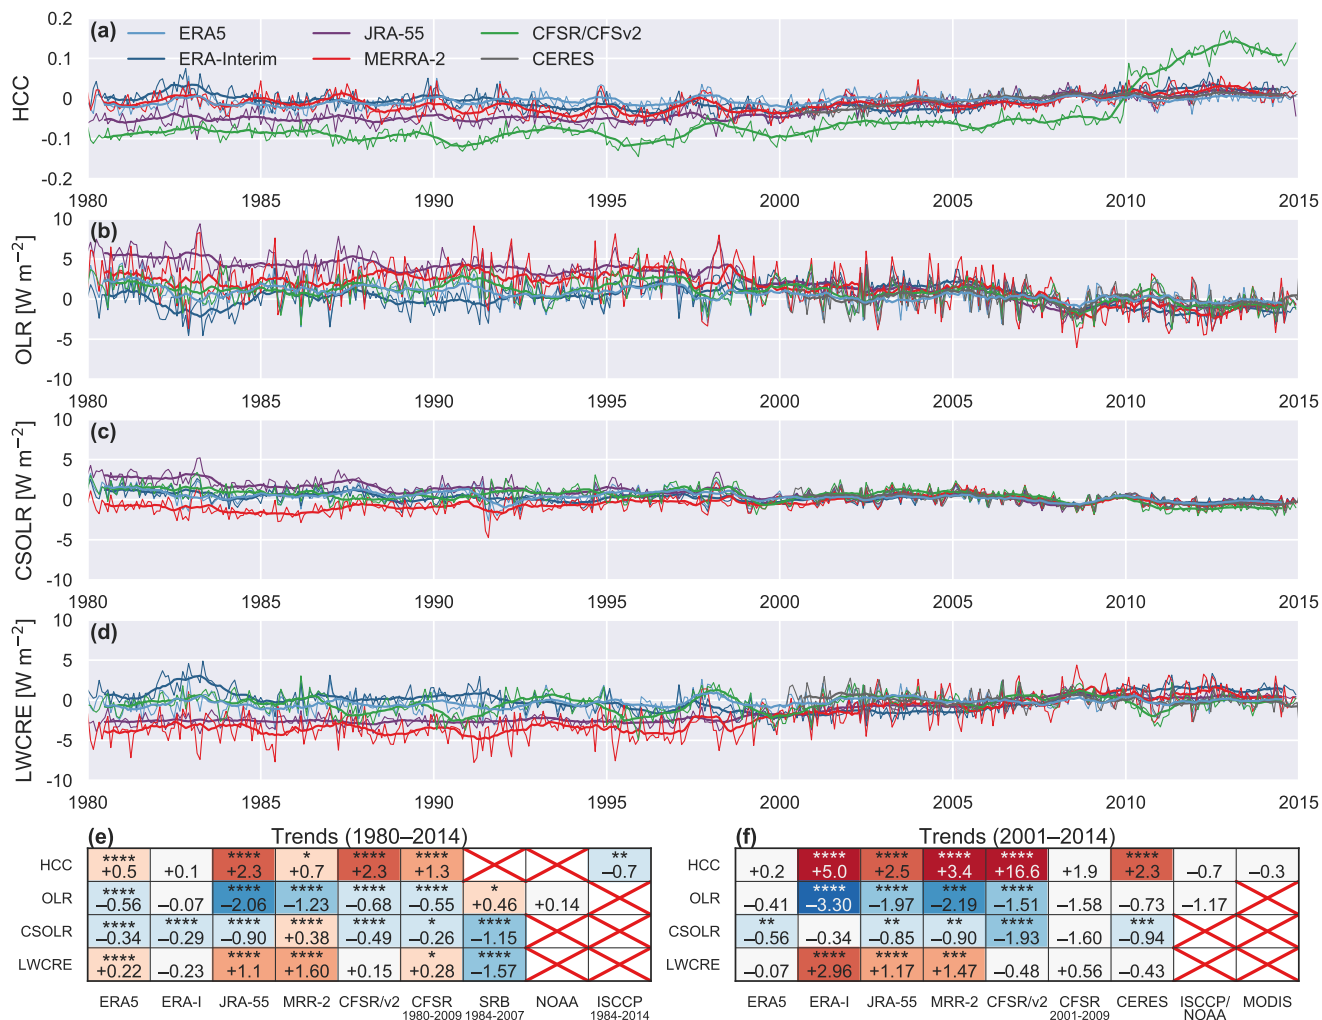 0.2
(a) ERA5 JRA-55 CFSR/CFSv2
ERA-Interim MERRA-2 CERES
0.1
0
-0.1
-0.2
HCC
1980 1985 1990 1995 2000 2005 2010 2015
10
(b)
5
0
-5
-10
OLR [W m−2]
1980 1985 1990 1995 2000 2005 2010 2015
10
(c)
5
0
-5
-10
CSOLR [W m−2]
1980 1985 1990 1995 2000 2005 2010 2015
10
(d)
5
0
-5
-10
LWCRE [W m−2]
1980 1985 1990 1995 2000 2005 2010 2015
(e) Trends (1980–2014)
**** **** * **** **** **
HCC +0.5 +0.1 +2.3 +0.7 +2.3 +1.3 −0.7
**** **** **** **** **** *
OLR −0.56 −0.07 −2.06 −1.23 −0.68 −0.55 +0.46 +0.14
**** **** **** **** **** **** ****
CSOLR −0.34 −0.29 −0.90 +0.38 −0.49 −0.26 −1.15
**** **** **** * ****
LWCRE +0.22 −0.23 +1.1 +1.60 +0.15 +0.28 −1.57
ERA5 ERA-I JRA-55 MRR-2 CFSR/v2 CFSR SRB NOAA ISCCP
1980-2009 1984-2007 1984-2014
(f) Trends (2001–2014)
**** **** **** **** ****
HCC +0.2 +5.0 +2.5 +3.4 +16.6 +1.9 +2.3 −0.7 −0.3
**** **** *** ****
OLR −0.41 −3.30 −1.97 −2.19 −1.51 −1.58 −0.73 −1.17
** ** ** **** ***
CSOLR −0.56 −0.34 −0.85 −0.90 −1.93 −1.60 −0.94
**** **** ***
LWCRE −0.07 +2.96 +1.17 +1.47 −0.48 +0.56 −0.43
ERA5 ERA-I JRA-55 MRR-2 CFSR/v2 CFSR CERES ISCCP/ MODIS
2001-2009 NOAA